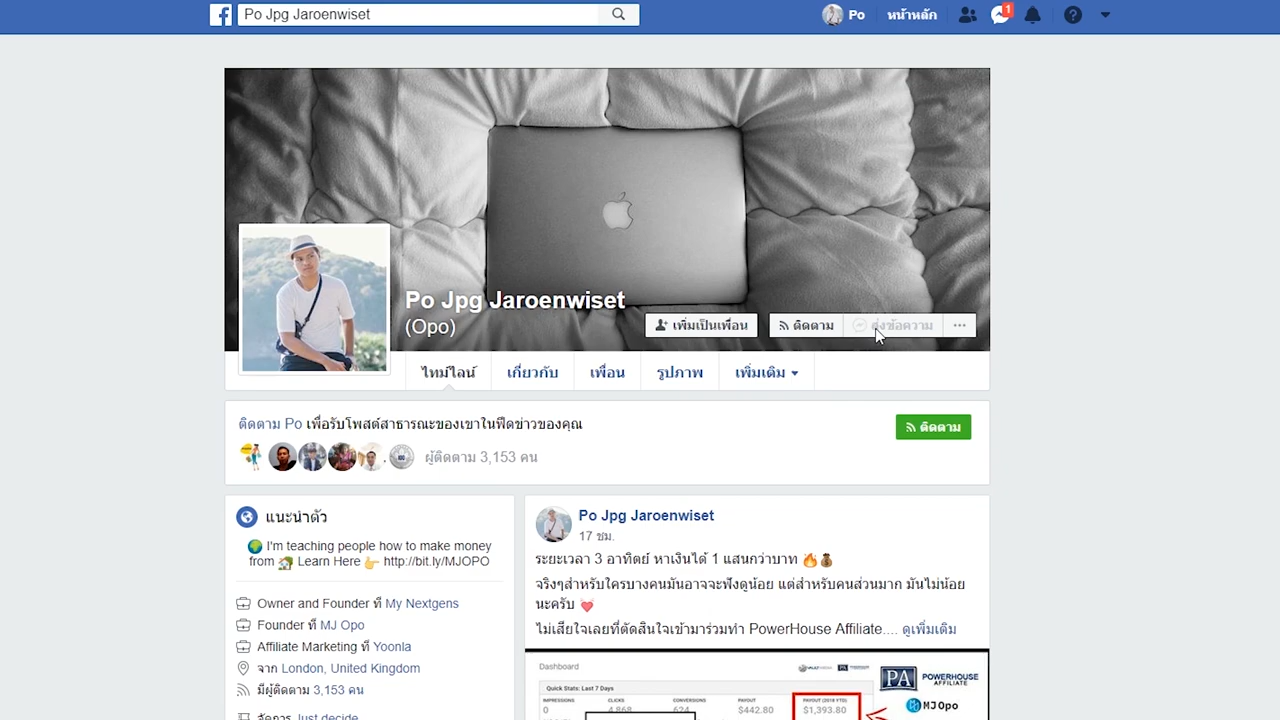 Po Jpg Jaroenwiset
Po
หน้าหลัก
1
Po Jpg Jaroenwiset
(Opo)
เพิ่มเป็นเพื่อน
ติดตาม
ส่งข้อความ
ไทม์ไลน์
เกี่ยวกับ
เพื่อน
รูปภาพ
เพิ่มเติม
ติดตาม Po เพื่อรับโพสต์สาธารณะของเขาในฟีดข่าวของคุณ
ติดตาม
ผู้ติดตาม 3,153 คน
แนะนำตัว
I'm teaching people how to make money
from Learn Here http://bit.ly/MJOPO
Owner and Founder ที่ My Nextgens
Founder ที่ MJ Opo
Affiliate Marketing ที่ Yoonla
จาก London, United Kingdom
มีผู้ติดตาม 3,153 คน
Just decide
Po Jpg Jaroenwiset
17 ชม.
ระยะเวลา 3 อาทิตย์ หาเงินได้ 1 แสนกว่าบาท
จริงๆสำหรับใครบางคนมันอาจจะฟังดูน้อย แต่สำหรับคนส่วนมาก มันไม่น้อย
นะครับ
ไม่เสียใจเลยที่ตัดสินใจเข้ามาร่วมทำ PowerHouse Affiliate.... ดูเพิ่มเติม
Dashboard
Quick Stats: Last 7 Days
IMPRESSIONS
CLICKS
CONVERSIONS
PAYOUT
PAYOUT (2018 YTD)
0
4,868
624
$442.80
$1,393.80
PA
POWERHOUSE
AFFILIATE
MJ Opo